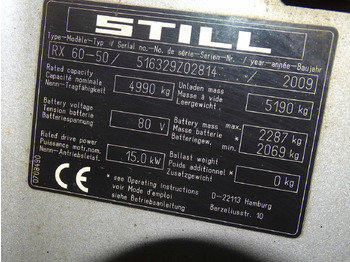 STILL
Type-Modèle-Typ / Serial no.-No. de série-Serien-Nr. / year-année-Baujahr
RX 60-50/ 516329Z02814 / 2009
Rated capacity
Capacité nominale
Nenn-Tragfähigkeit
4990 kg
Unladen mass
Masse à vide
Leergewicht
5190 kg
Battery voltage
Tension batterie
Batteriespannung
80 V
Battery mass max.
Masse batterie *
Batteriegew. min.
2287 kg
2069 kg
Rated drive power
Puissance motr.nom.
Nenn-Antriebsleist.
15.0 kW
Ballast weight
Poids additionnel *
Zusatzgewicht
0 kg
CE
* see Operating instructions
voir Mode d'emploi
siehe Betriebsanleitung
D-22113 Hamburg
Berzeliusstr. 10